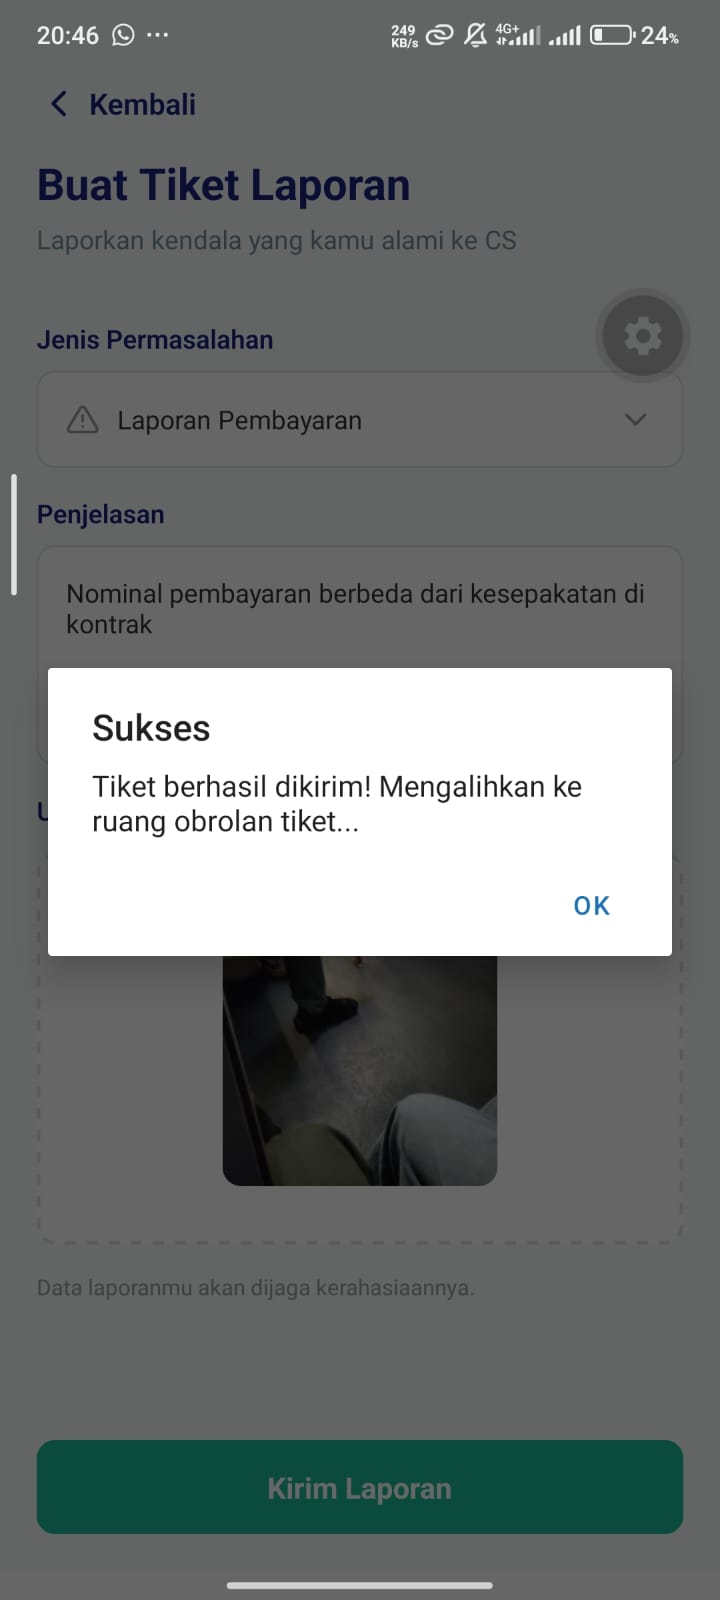 20:46
249
KB/s
4G+
24%
Kembali
Buat Tiket Laporan
Laporkan kendala yang kamu alami ke CS
Jenis Permasalahan
Laporan Pembayaran
Penjelasan
Nominal pembayaran berbeda dari kesepakatan di
kontrak
Sukses
Tiket berhasil dikirim! Mengalihkan ke
ruang obrolan tiket...
OK
Data laporanmu akan dijaga kerahasiaannya.
Kirim Laporan